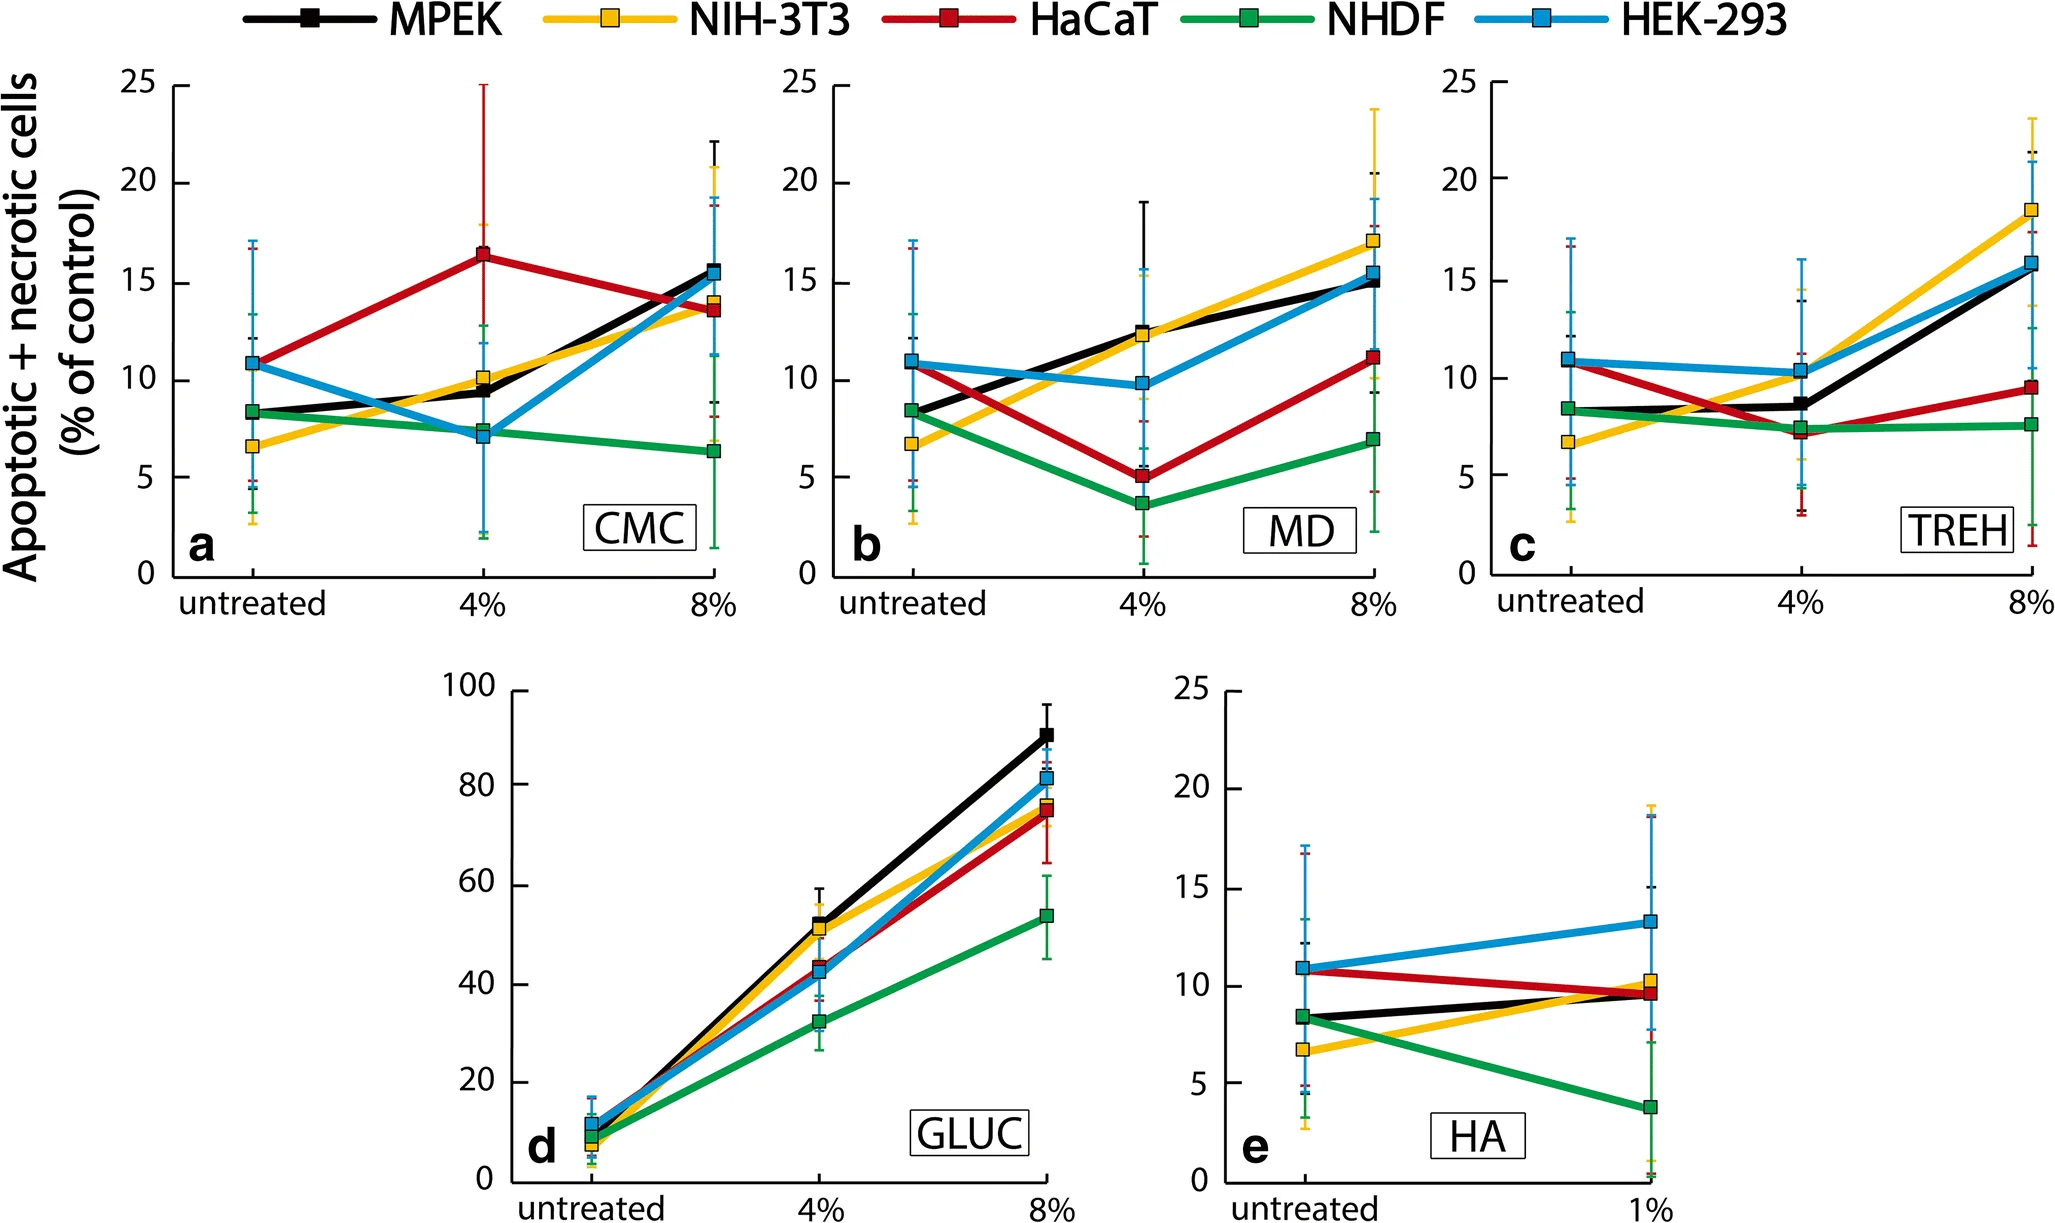 MPEK NIH-3T3 HaCaT NHDF HEK-293
Apoptotic + necrotic cells
(% of control)
25
20
15
10
5
0
a
CMC
untreated 4% 8%
25
20
15
10
5
0
b
MD
untreated 4% 8%
25
20
15
10
5
0
c
TREH
untreated 4% 8%
100
80
60
40
20
0
d
GLUC
untreated 4% 8%
25
20
15
10
5
0
e
HA
untreated 1%